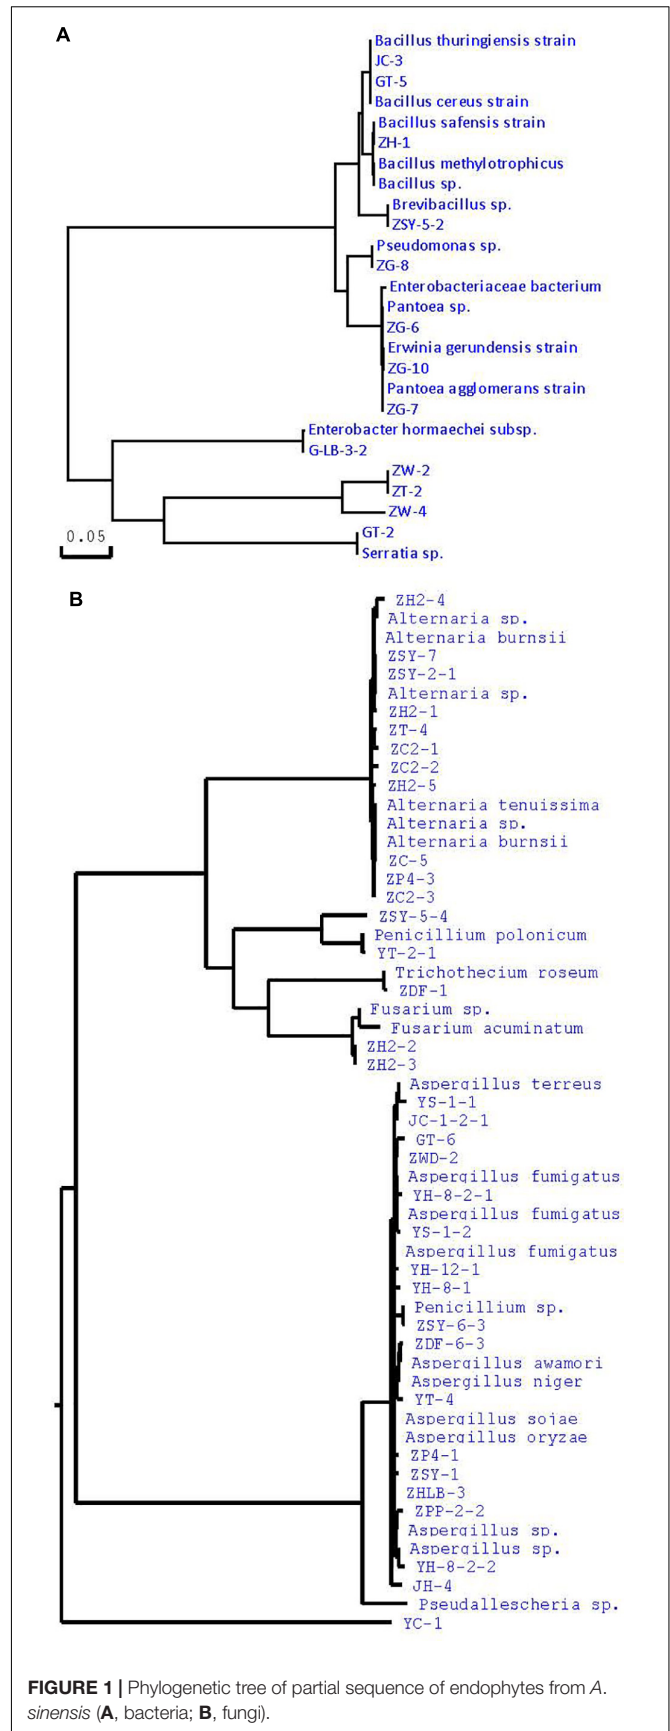 A
Bacillus thuringiensis strain
JC-3
GT-5
Bacillus cereus strain
Bacillus safensis strain
ZH-1
Bacillus methylotrophicus
Bacillus sp.
Brevibacillus sp.
ZSY-5-2
Pseudomonas sp.
ZG-8
Enterobacteriaceae bacterium
Pantoea sp.
ZG-6
Erwinia gerundensis strain
ZG-10
Pantoea agglomerans strain
ZG-7
Enterobacter hormaechei subsp.
G-LB-3-2
ZW-2
ZT-2
ZW-4
GT-2
Serratia sp.
0.05
B
ZH2-4
Alternaria sp.
Alternaria burnsii
ZSY-7
ZSY-2-1
Alternaria sp.
ZH2-1
ZT-4
ZC2-1
ZC2-2
ZH2-5
Alternaria tenuissima
Alternaria sp.
Alternaria burnsii
ZC-5
ZP4-3
ZC2-3
ZSY-5-4
Penicillium polonicum
YT-2-1
Trichothecium roseum
ZDF-1
Fusarium sp.
Fusarium acuminatum
ZH2-2
ZH2-3
Aspergillus terreus
YS-1-1
JC-1-2-1
GT-6
ZWD-2
Aspergillus fumigatus
YH-8-2-1
Aspergillus fumigatus
YS-1-2
Aspergillus fumigatus
YH-12-1
YH-8-1
Penicillium sp.
ZSY-6-3
ZDF-6-3
Aspergillus awamori
Aspergillus niger
YT-4
Aspergillus sojae
Aspergillus oryzae
ZP4-1
ZSY-1
ZHLB-3
ZPP-2-2
Aspergillus sp.
Aspergillus sp.
YH-8-2-2
JH-4
Pseudallescheria sp.
YC-1
FIGURE 1 | Phylogenetic tree of partial sequence of endophytes from A.
sinensis (A, bacteria; B, fungi).